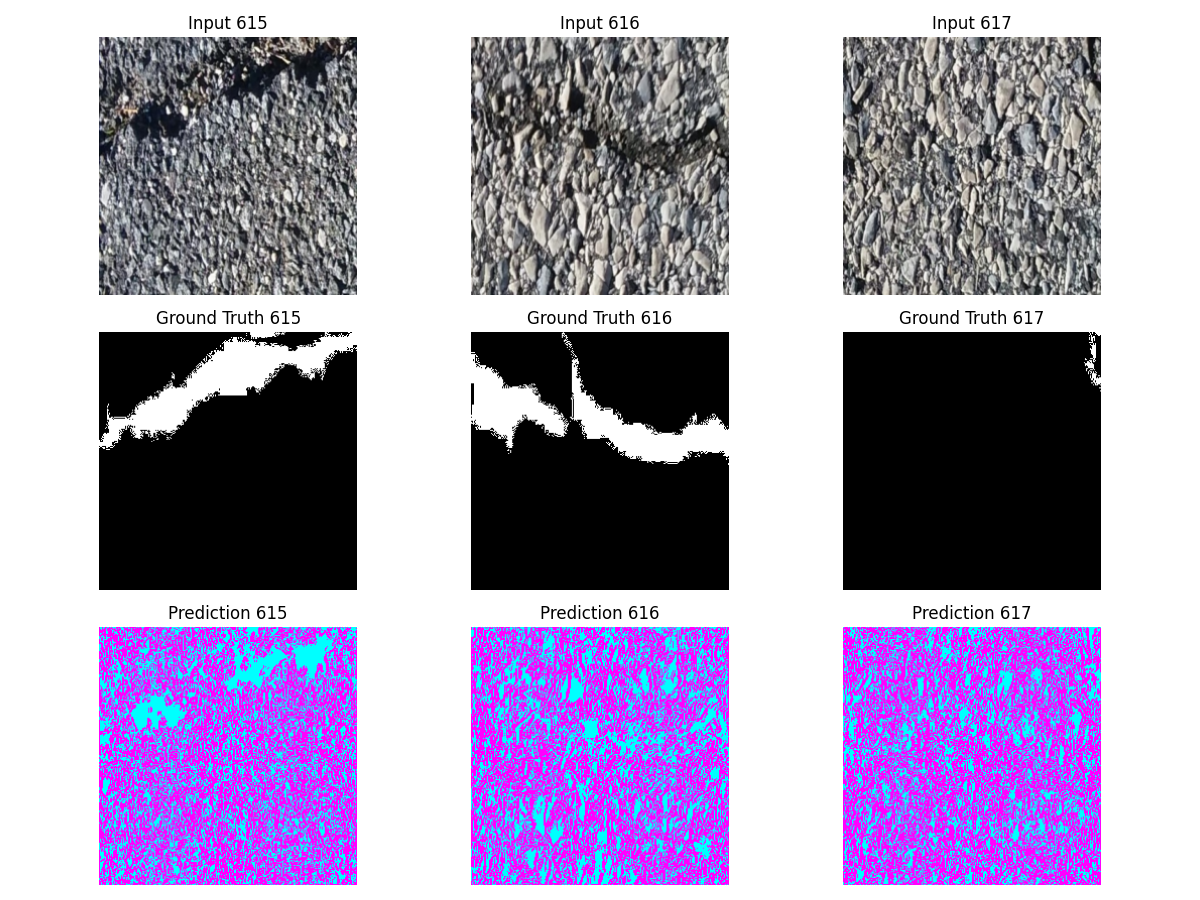 Input 615
Input 616
Input 617
Ground Truth 615
Ground Truth 616
Ground Truth 617
Prediction 615
Prediction 616
Prediction 617